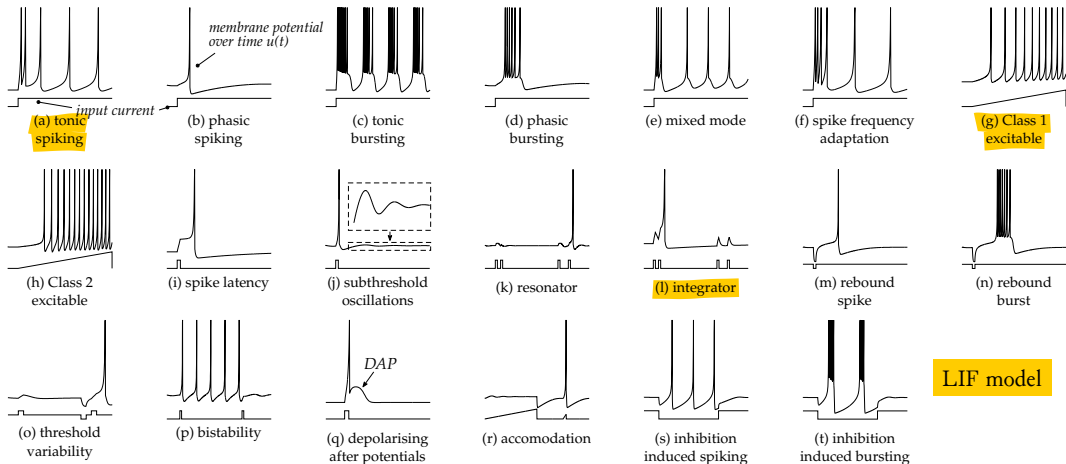 membrane potential
over time u(t)
input current
(a) tonic
spiking
(b) phasic
spiking
(c) tonic
bursting
(d) phasic
bursting
(e) mixed mode
(f) spike frequency
adaptation
(g) Class 1
excitable
(h) Class 2
excitable
(i) spike latency
(j) subthreshold
oscillations
(k) resonator
(l) integrator
(m) rebound
spike
(n) rebound
burst
DAP
LIF model
(o) threshold
variability
(p) bistability
(q) depolarising
after potentials
(r) accomodation
(s) inhibition
induced spiking
(t) inhibition
induced bursting